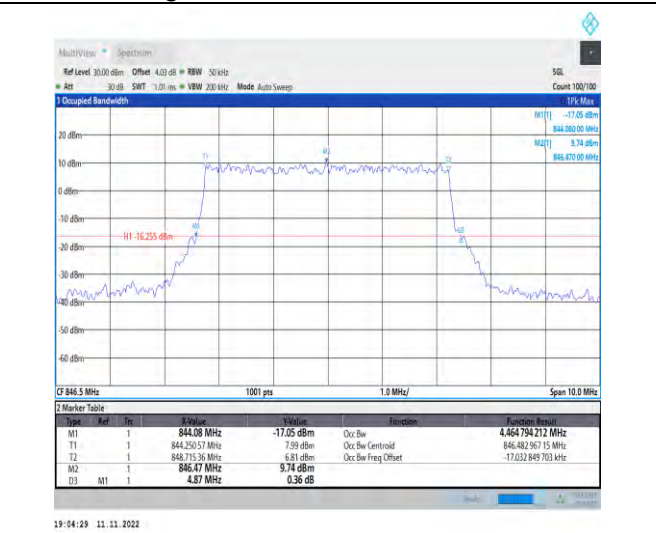 MultiView Spectrum
Ref Level 30.00 dBm Offset 4.03 dB RBW 50 kHz SGL
Att 30 dB SWT 1.01 ms VBW 200 kHz Mode Auto Sweep Count 100/100
1 Occupied Bandwidth 1Pk Max
M1[1] -17.05 dBm
844.080 00 MHz
M2[1] 9.74 dBm
846.470 00 MHz
20 dBm
10 dBm
0 dBm
-10 dBm
-20 dBm
-30 dBm
-40 dBm
-50 dBm
-60 dBm
T1
M2
T2
H1 -16.255 dBm
CF 846.5 MHz 1001 pts 1.0 MHz/ Span 10.0 MHz
2 Marker Table
Type Ref Trc X-Value Y-Value Function Function Result
M1 1 844.08 MHz -17.05 dBm Occ Bw 4.464 794 212 MHz
T1 1 844.250 57 MHz 7.99 dBm Occ Bw Centroid 846.482 967 15 MHz
T2 1 848.715 36 MHz 6.81 dBm Occ Bw Freq Offset -17.032 849 703 kHz
M2 1 846.47 MHz 9.74 dBm
D3 M1 1 4.87 MHz 0.36 dB
19:04:29 11.11.2022